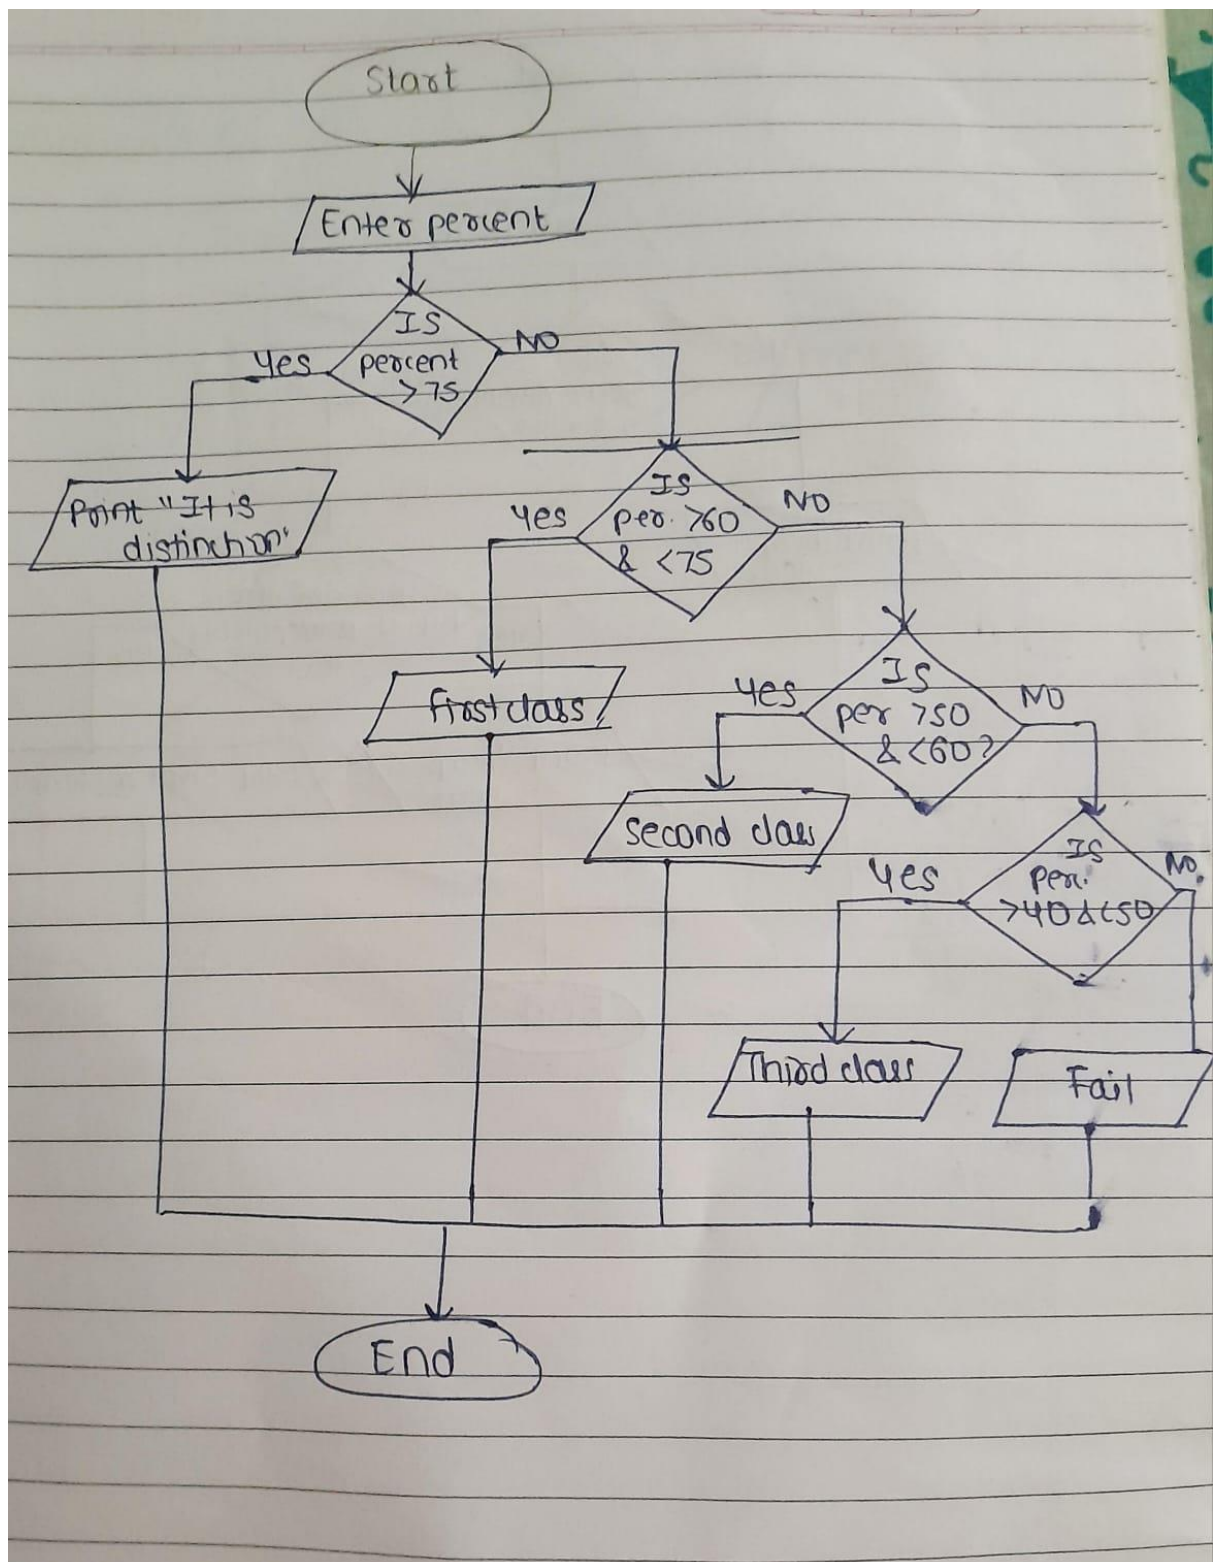 Start
Enter percent
IS
percent
>75
Yes
NO
Print "It is
distinction"
IS
per. >60
& <75
Yes
NO
first class
IS
per >50
& <60?
Yes
NO
second class
IS
per.
>40 & <50
Yes
NO.
Third class
Fail
End